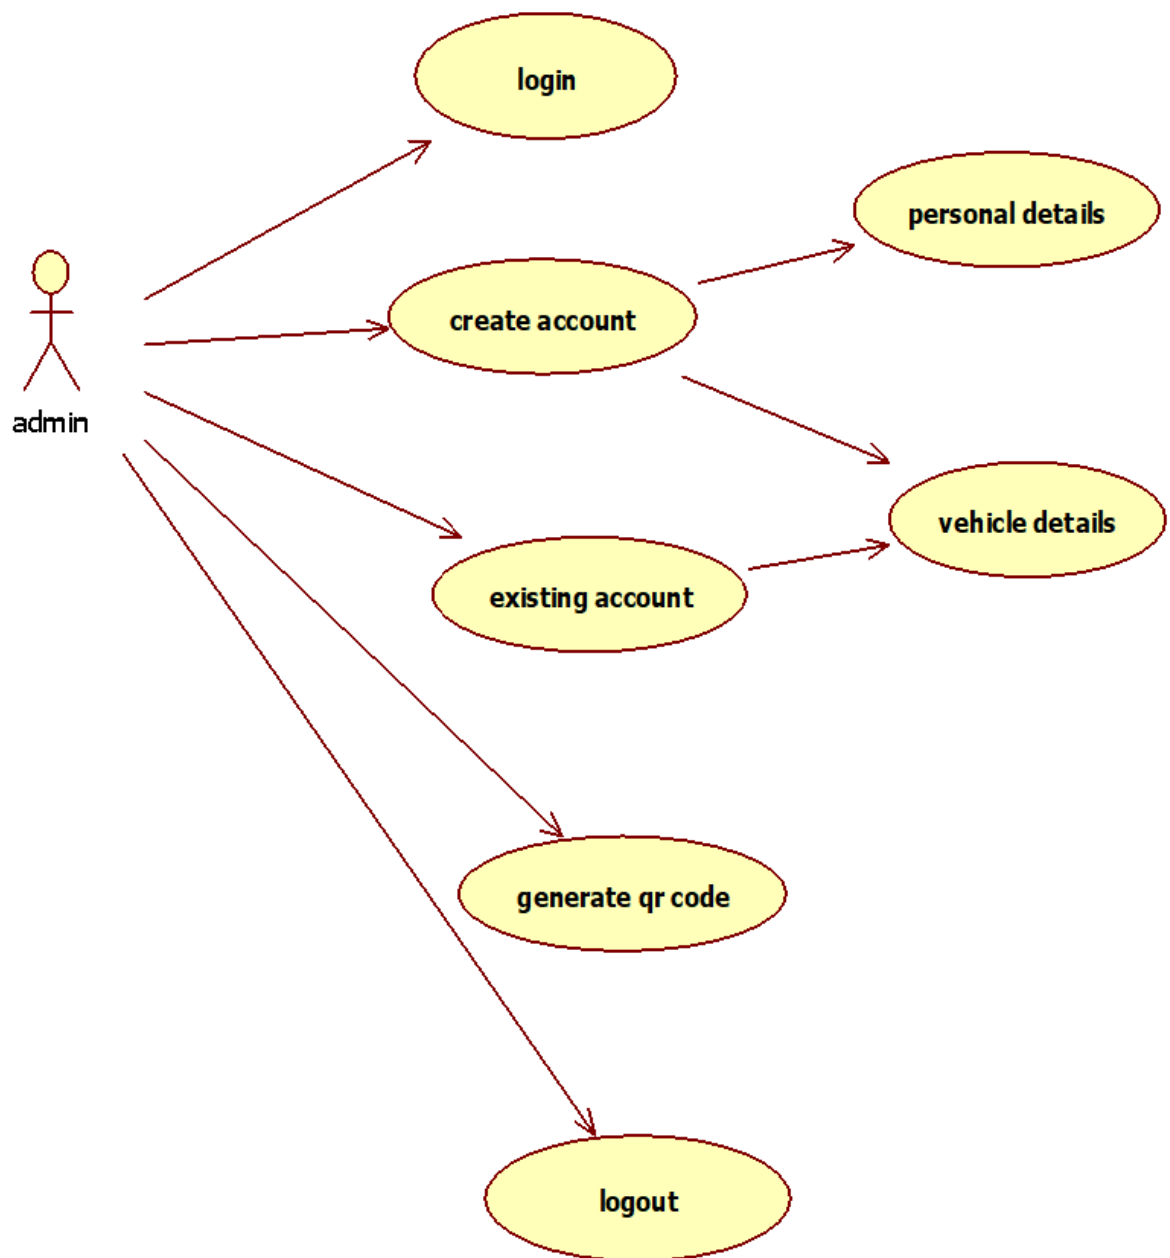 login
personal details
create account
admin
vehicle details
existing account
generate qr code
logout